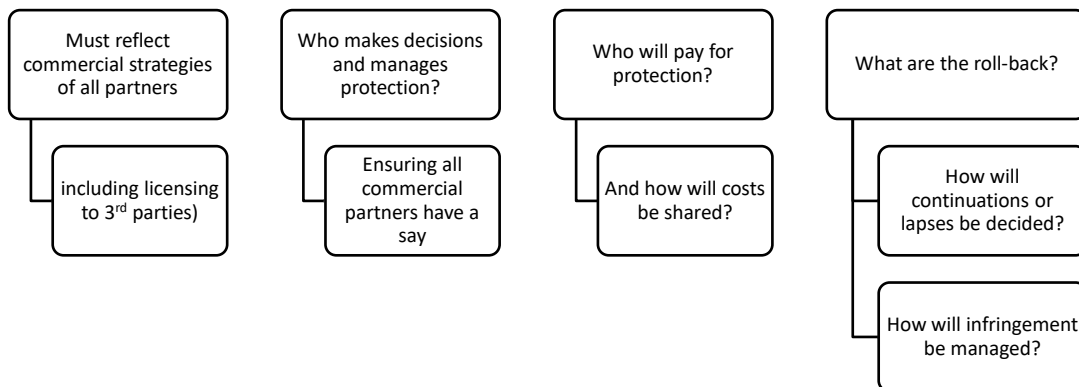 Must reflect
commercial strategies
of all partners
including licensing
to 3rd parties)
Who makes decisions
and manages
protection?
Ensuring all
commercial
partners have a
say
Who will pay for
protection?
And how will costs
be shared?
What are the roll-back?
How will
continuations or
lapses be decided?
How will infringement
be managed?